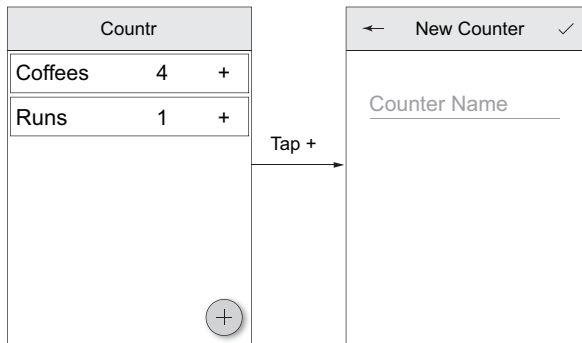 Countr
Coffees 4 +
Runs 1 +
+
Tap +
← New Counter ✓
Counter Name